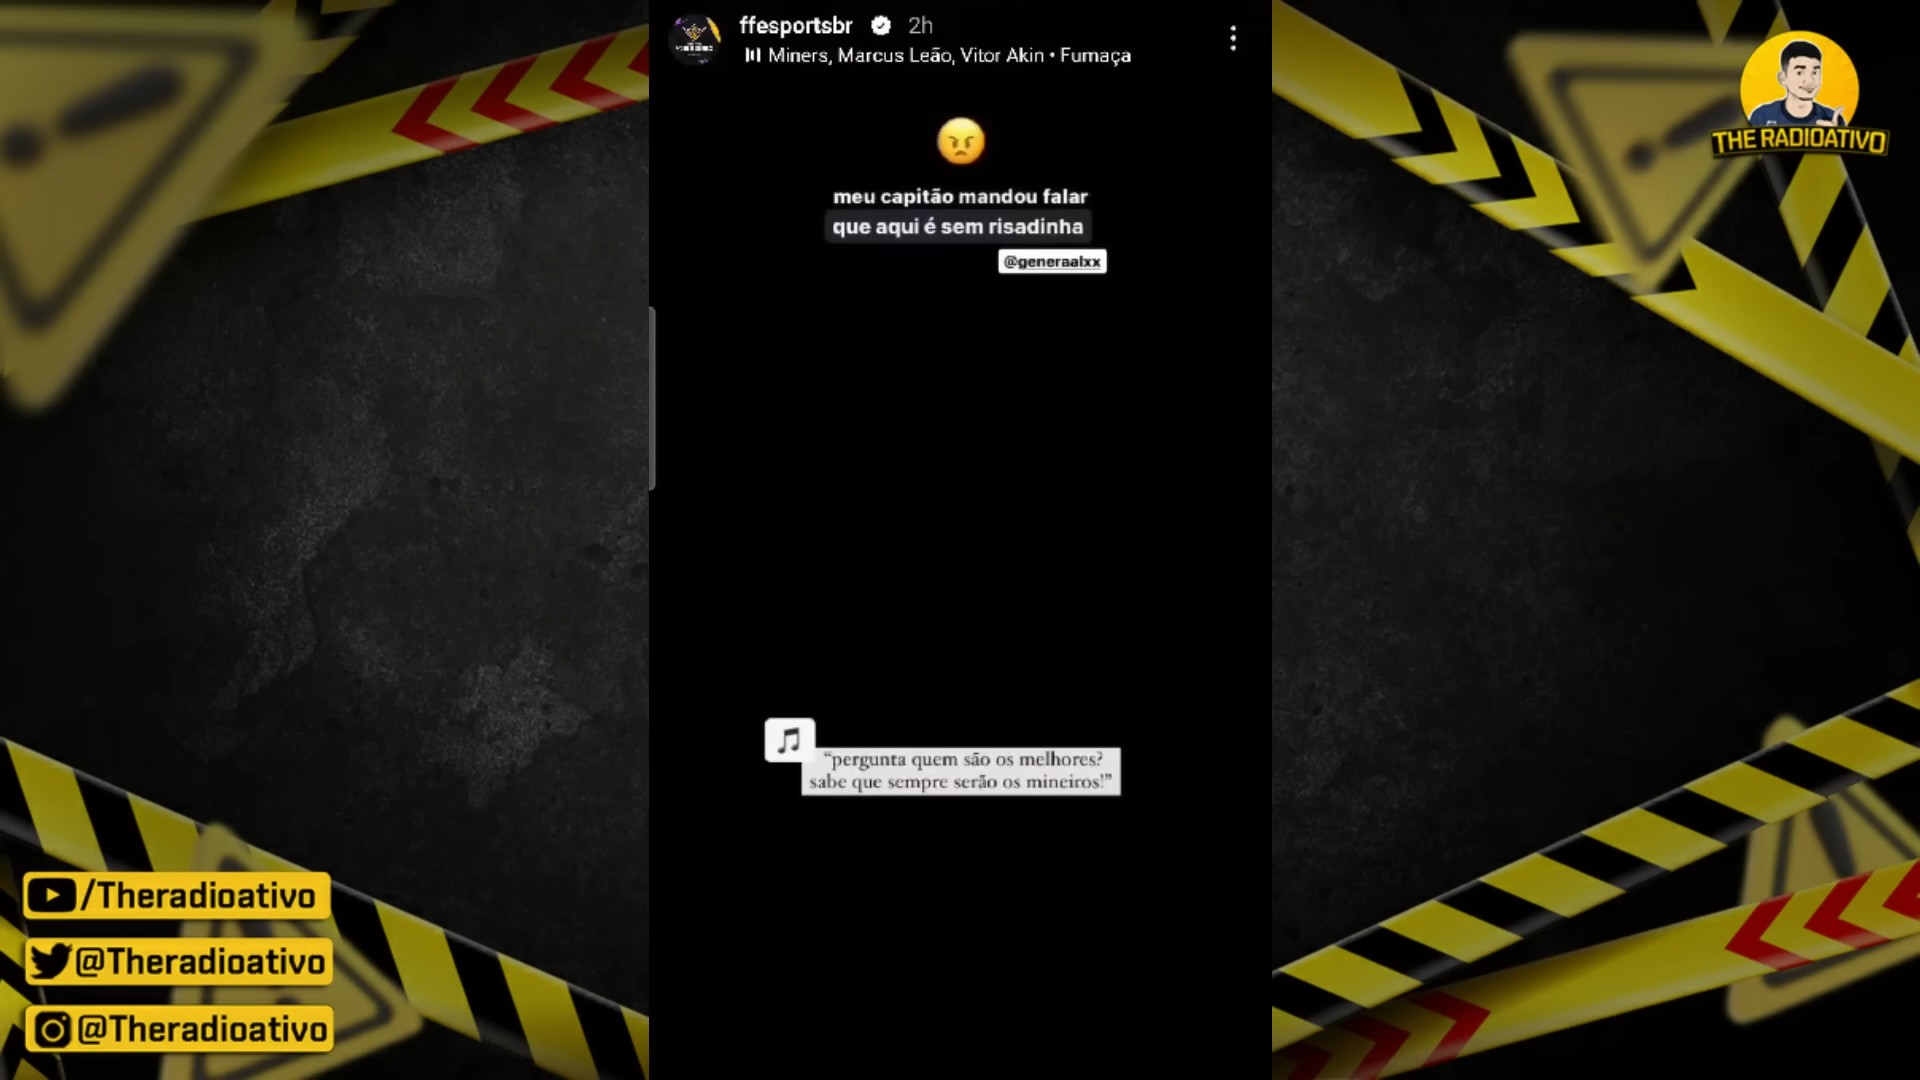 ffesportsbr 2h
Miners, Marcus Leão, Vitor Akin • Fumaça
THE RADIOATIVO
meu capitão mandou falar
que aqui é sem risadinha
@generaalxx
“pergunta quem são os melhores?
sabe que sempre serão os mineiros!”
/Theradioativo
@Theradioativo
@Theradioativo